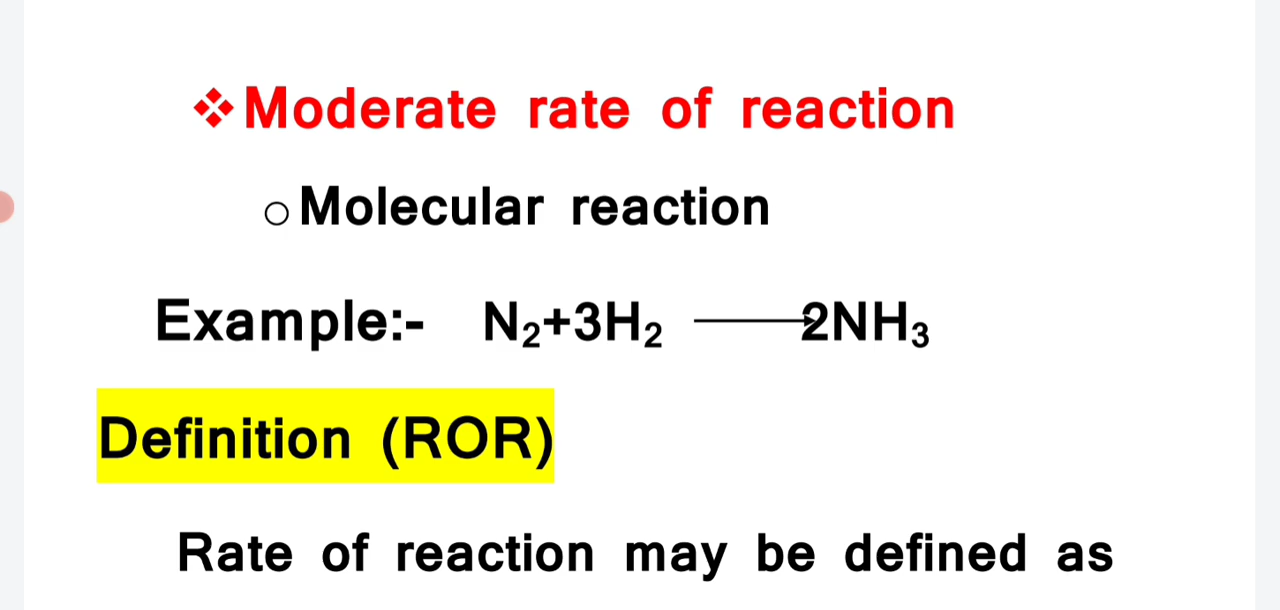 ❖Moderate rate of reaction
○Molecular reaction
Example:- N₂+3H₂ ⟶2NH₃
Definition (ROR)
Rate of reaction may be defined as